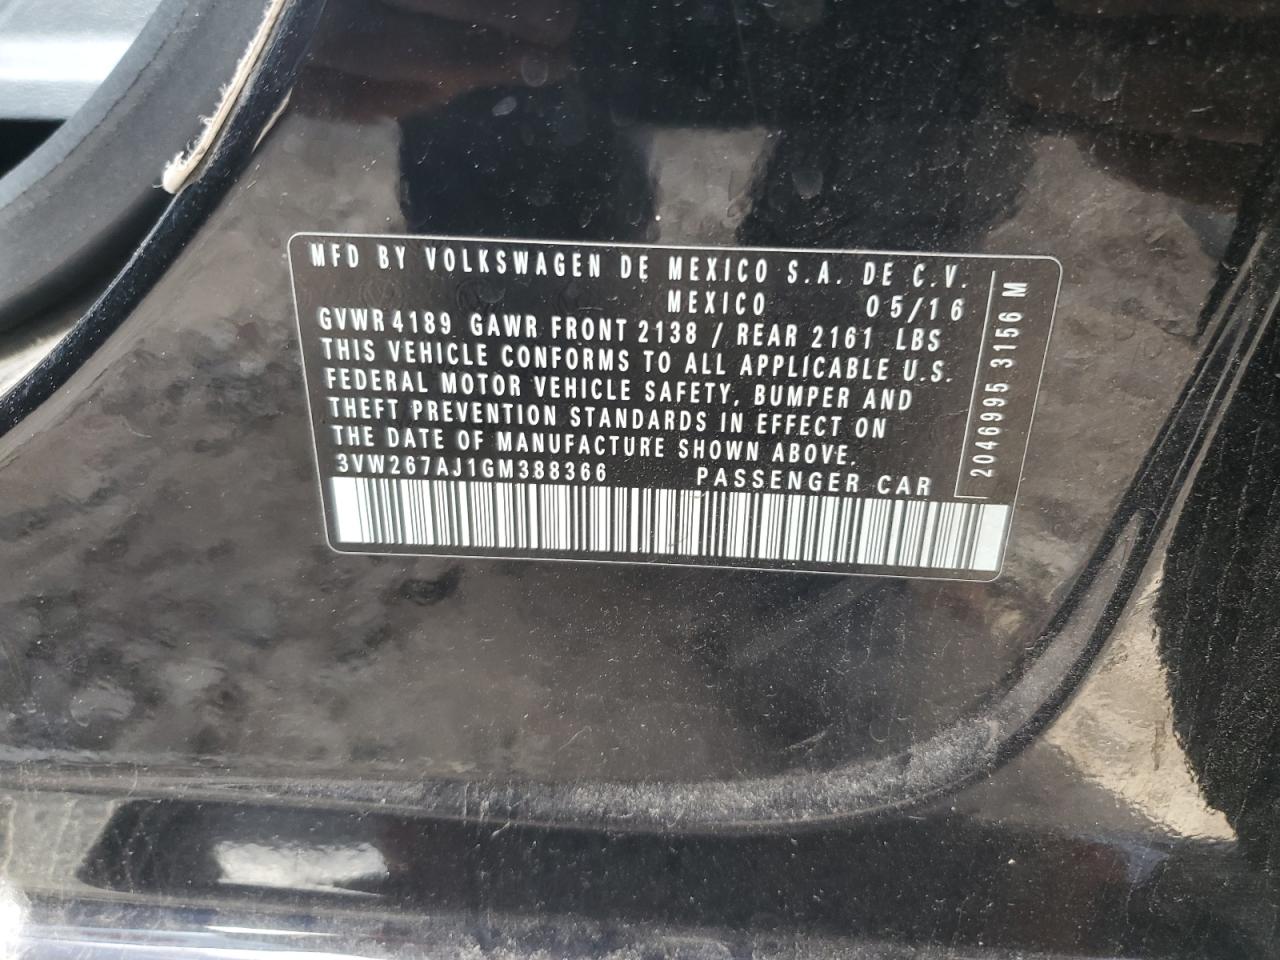 MFD BY VOLKSWAGEN DE MEXICO S.A. DE C.V.
MEXICO 05/16
GVWR 4189 GAWR FRONT 2138 / REAR 2161 LBS
THIS VEHICLE CONFORMS TO ALL APPLICABLE U.S.
FEDERAL MOTOR VEHICLE SAFETY, BUMPER AND
THEFT PREVENTION STANDARDS IN EFFECT ON
THE DATE OF MANUFACTURE SHOWN ABOVE.
3VW267AJ1GM388366 PASSENGER CAR
2046995 3156 M